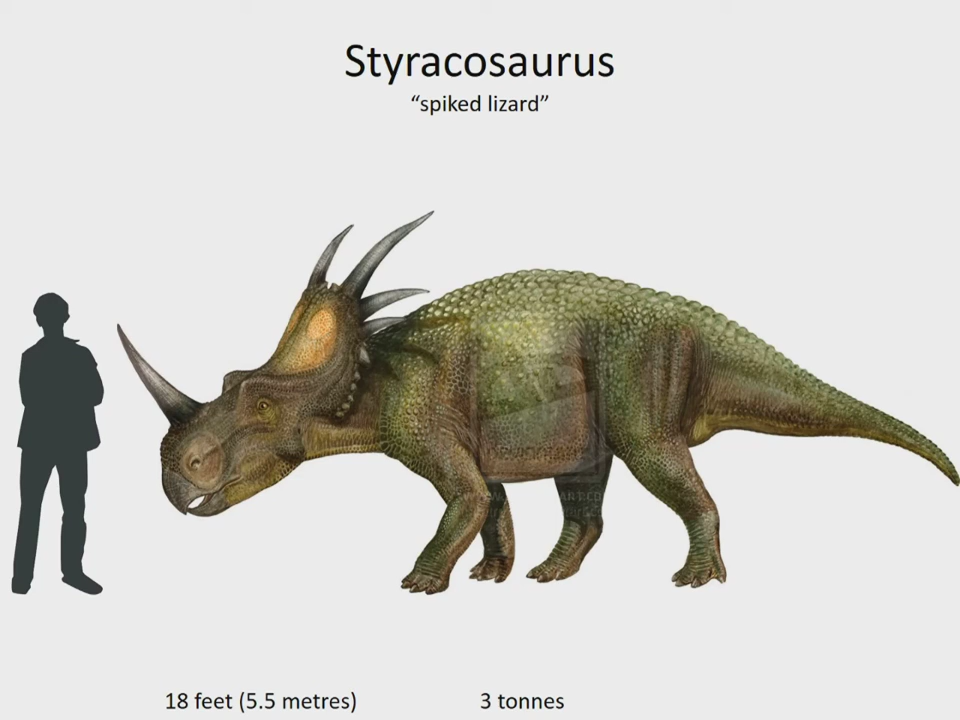 Styracosaurus
“spiked lizard”
18 feet (5.5 metres) 3 tonnes